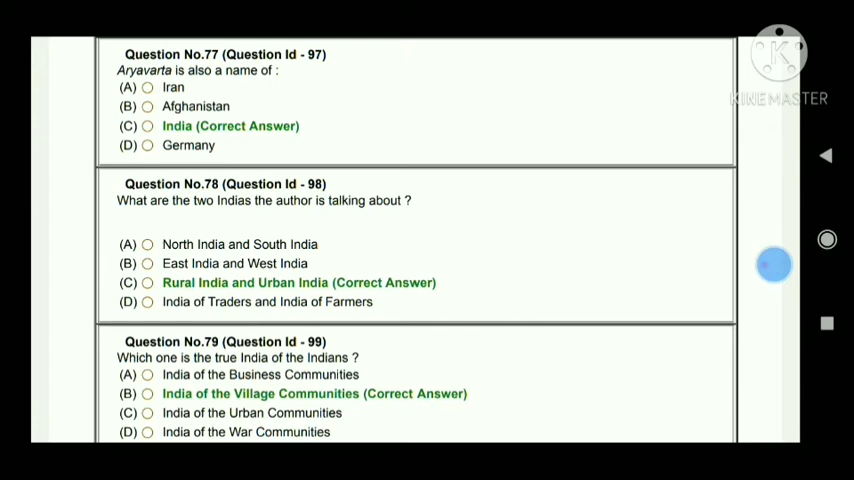 Question No.77 (Question Id - 97)
Aryavarta is also a name of :
(A) Iran
(B) Afghanistan
(C) India (Correct Answer)
(D) Germany
Question No.78 (Question Id - 98)
What are the two Indias the author is talking about ?
(A) North India and South India
(B) East India and West India
(C) Rural India and Urban India (Correct Answer)
(D) India of Traders and India of Farmers
Question No.79 (Question Id - 99)
Which one is the true India of the Indians ?
(A) India of the Business Communities
(B) India of the Village Communities (Correct Answer)
(C) India of the Urban Communities
(D) India of the War Communities
K
KINEMASTER